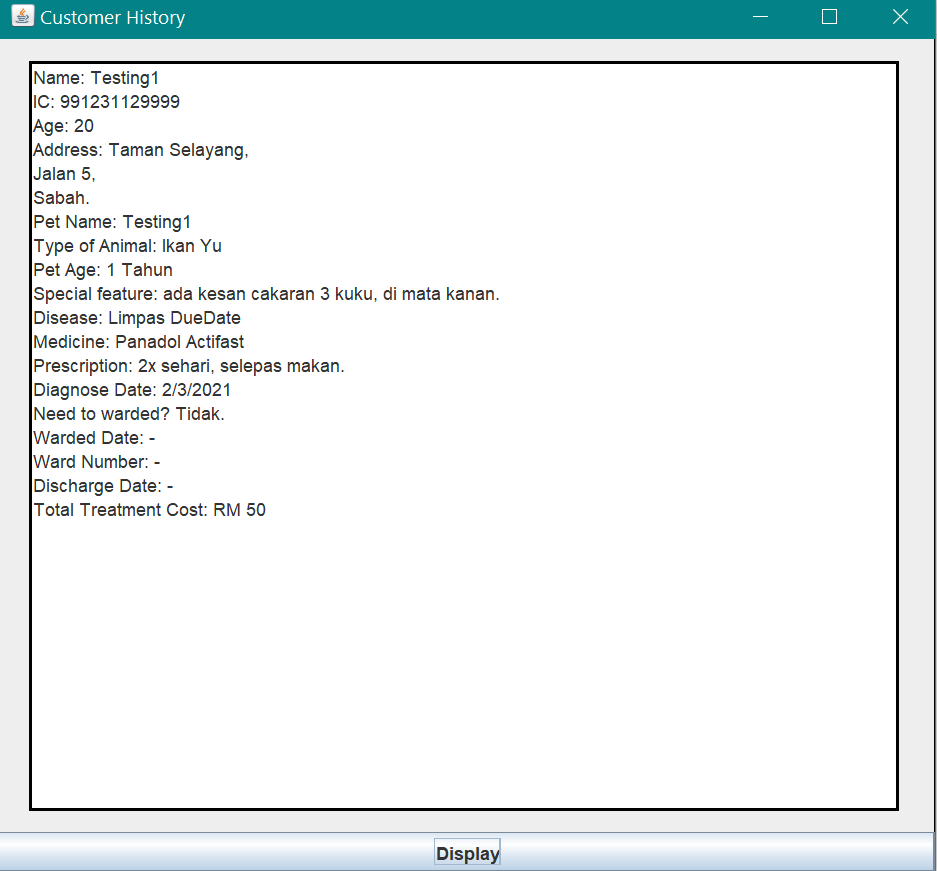 Customer History
Name: Testing1
IC: 991231129999
Age: 20
Address: Taman Selayang,
Jalan 5,
Sabah.
Pet Name: Testing1
Type of Animal: Ikan Yu
Pet Age: 1 Tahun
Special feature: ada kesan cakaran 3 kuku, di mata kanan.
Disease: Limpas DueDate
Medicine: Panadol Actifast
Prescription: 2x sehari, selepas makan.
Diagnose Date: 2/3/2021
Need to warded? Tidak.
Warded Date: -
Ward Number: -
Discharge Date: -
Total Treatment Cost: RM 50
Display